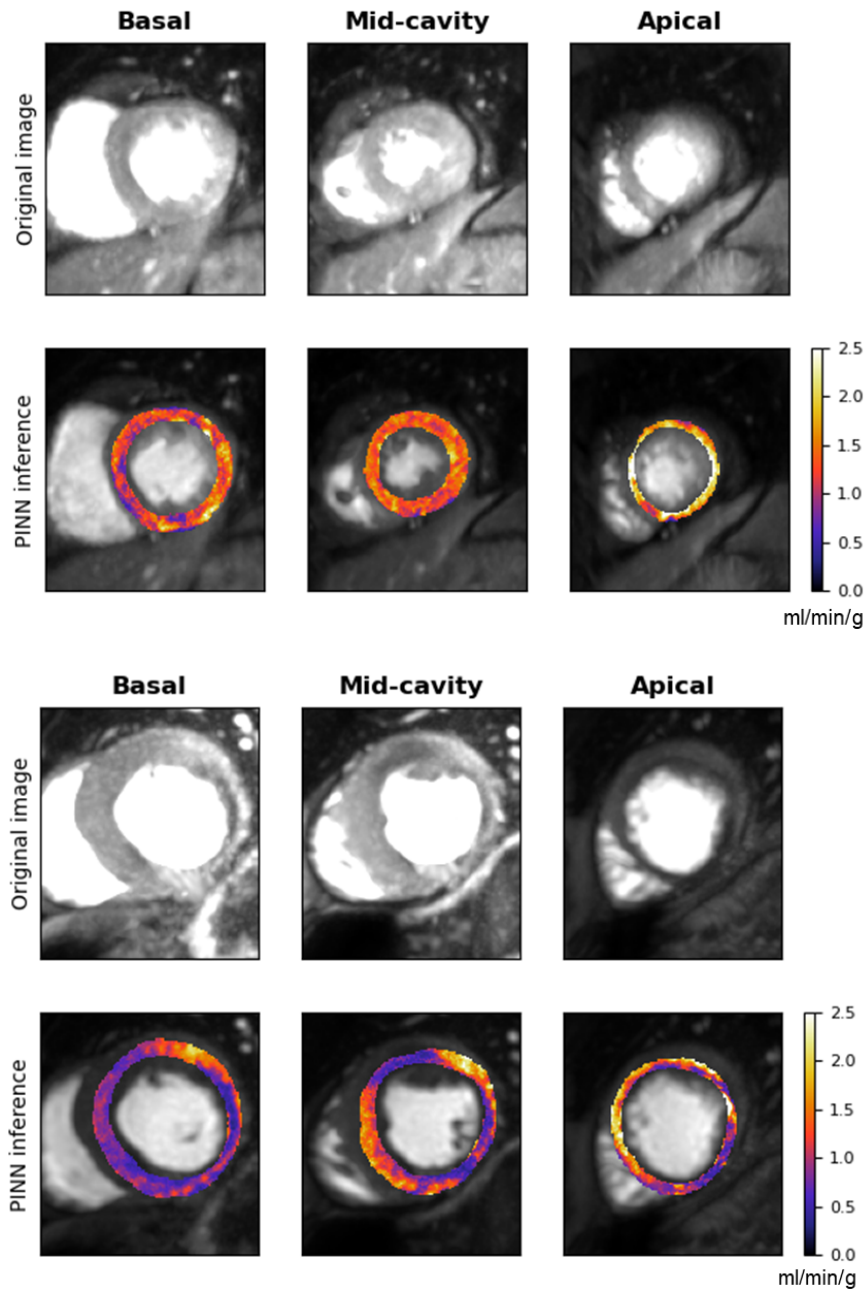 Basal Mid-cavity Apical
Original image
PINN inference
2.5
2.0
1.5
1.0
0.5
0.0
ml/min/g
Basal Mid-cavity Apical
Original image
PINN inference
2.5
2.0
1.5
1.0
0.5
0.0
ml/min/g